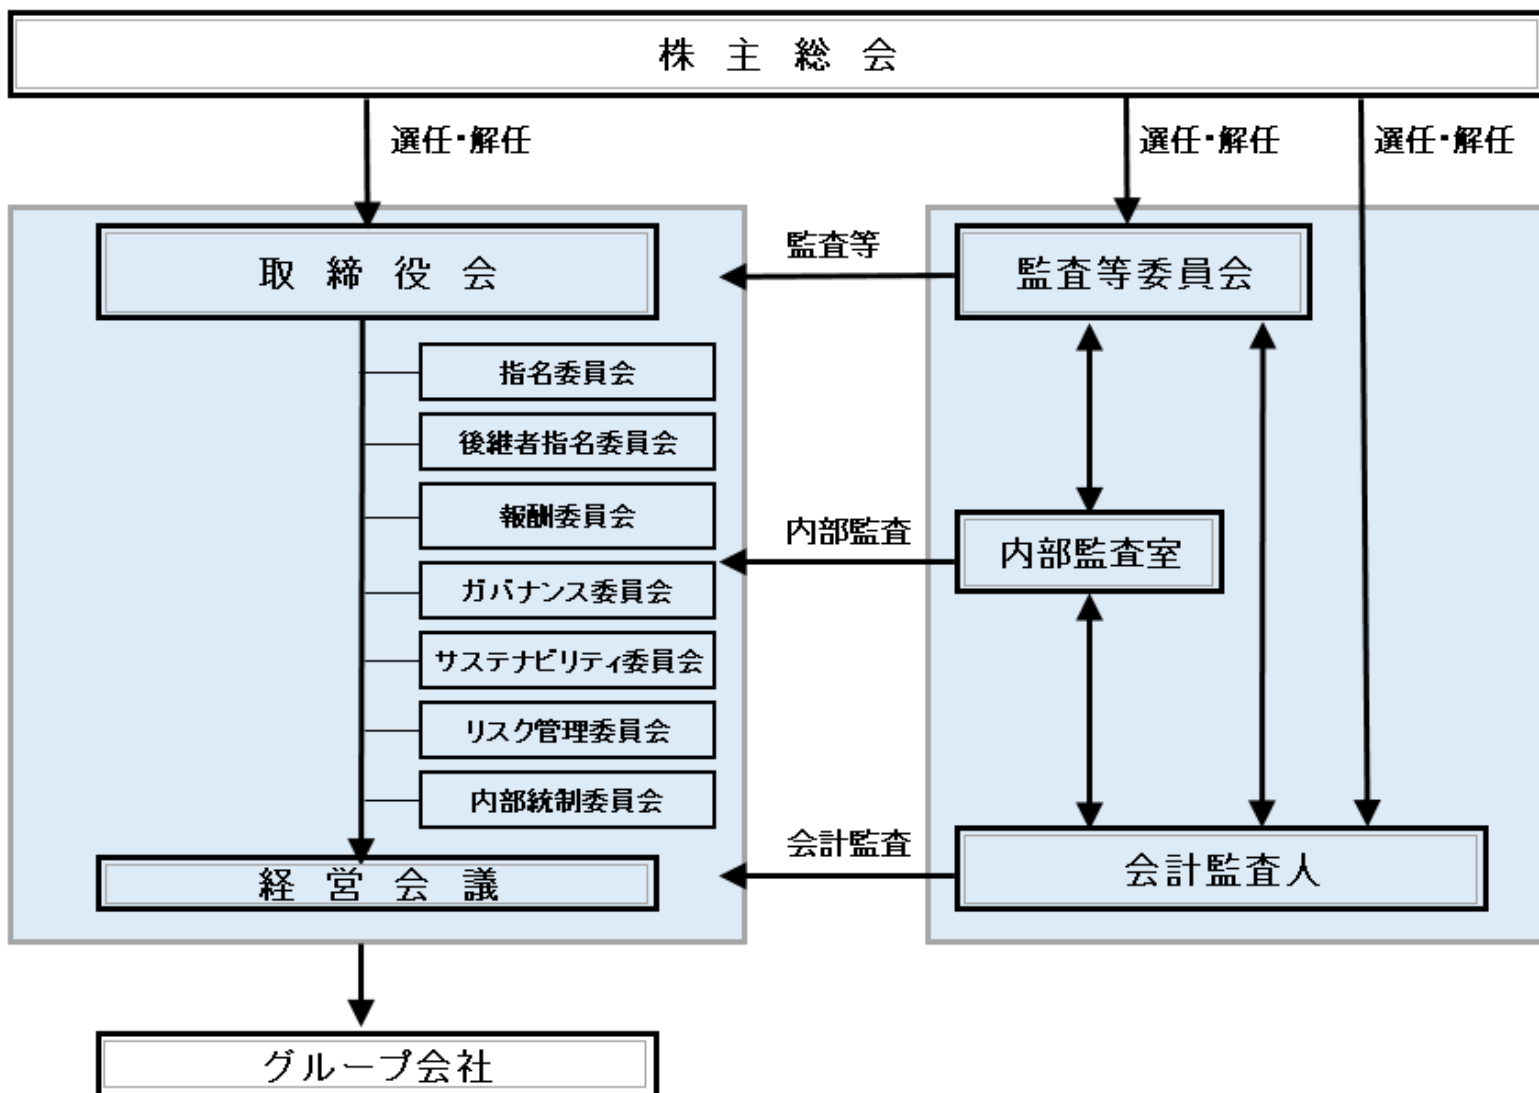 株主総会
選任・解任
選任・解任
選任・解任
取締役会
監査等
監査等委員会
指名委員会
後継者指名委員会
報酬委員会
内部監査
内部監査室
ガバナンス委員会
サステナビリティ委員会
リスク管理委員会
内部統制委員会
会計監査
会計監査人
経営会議
グループ会社